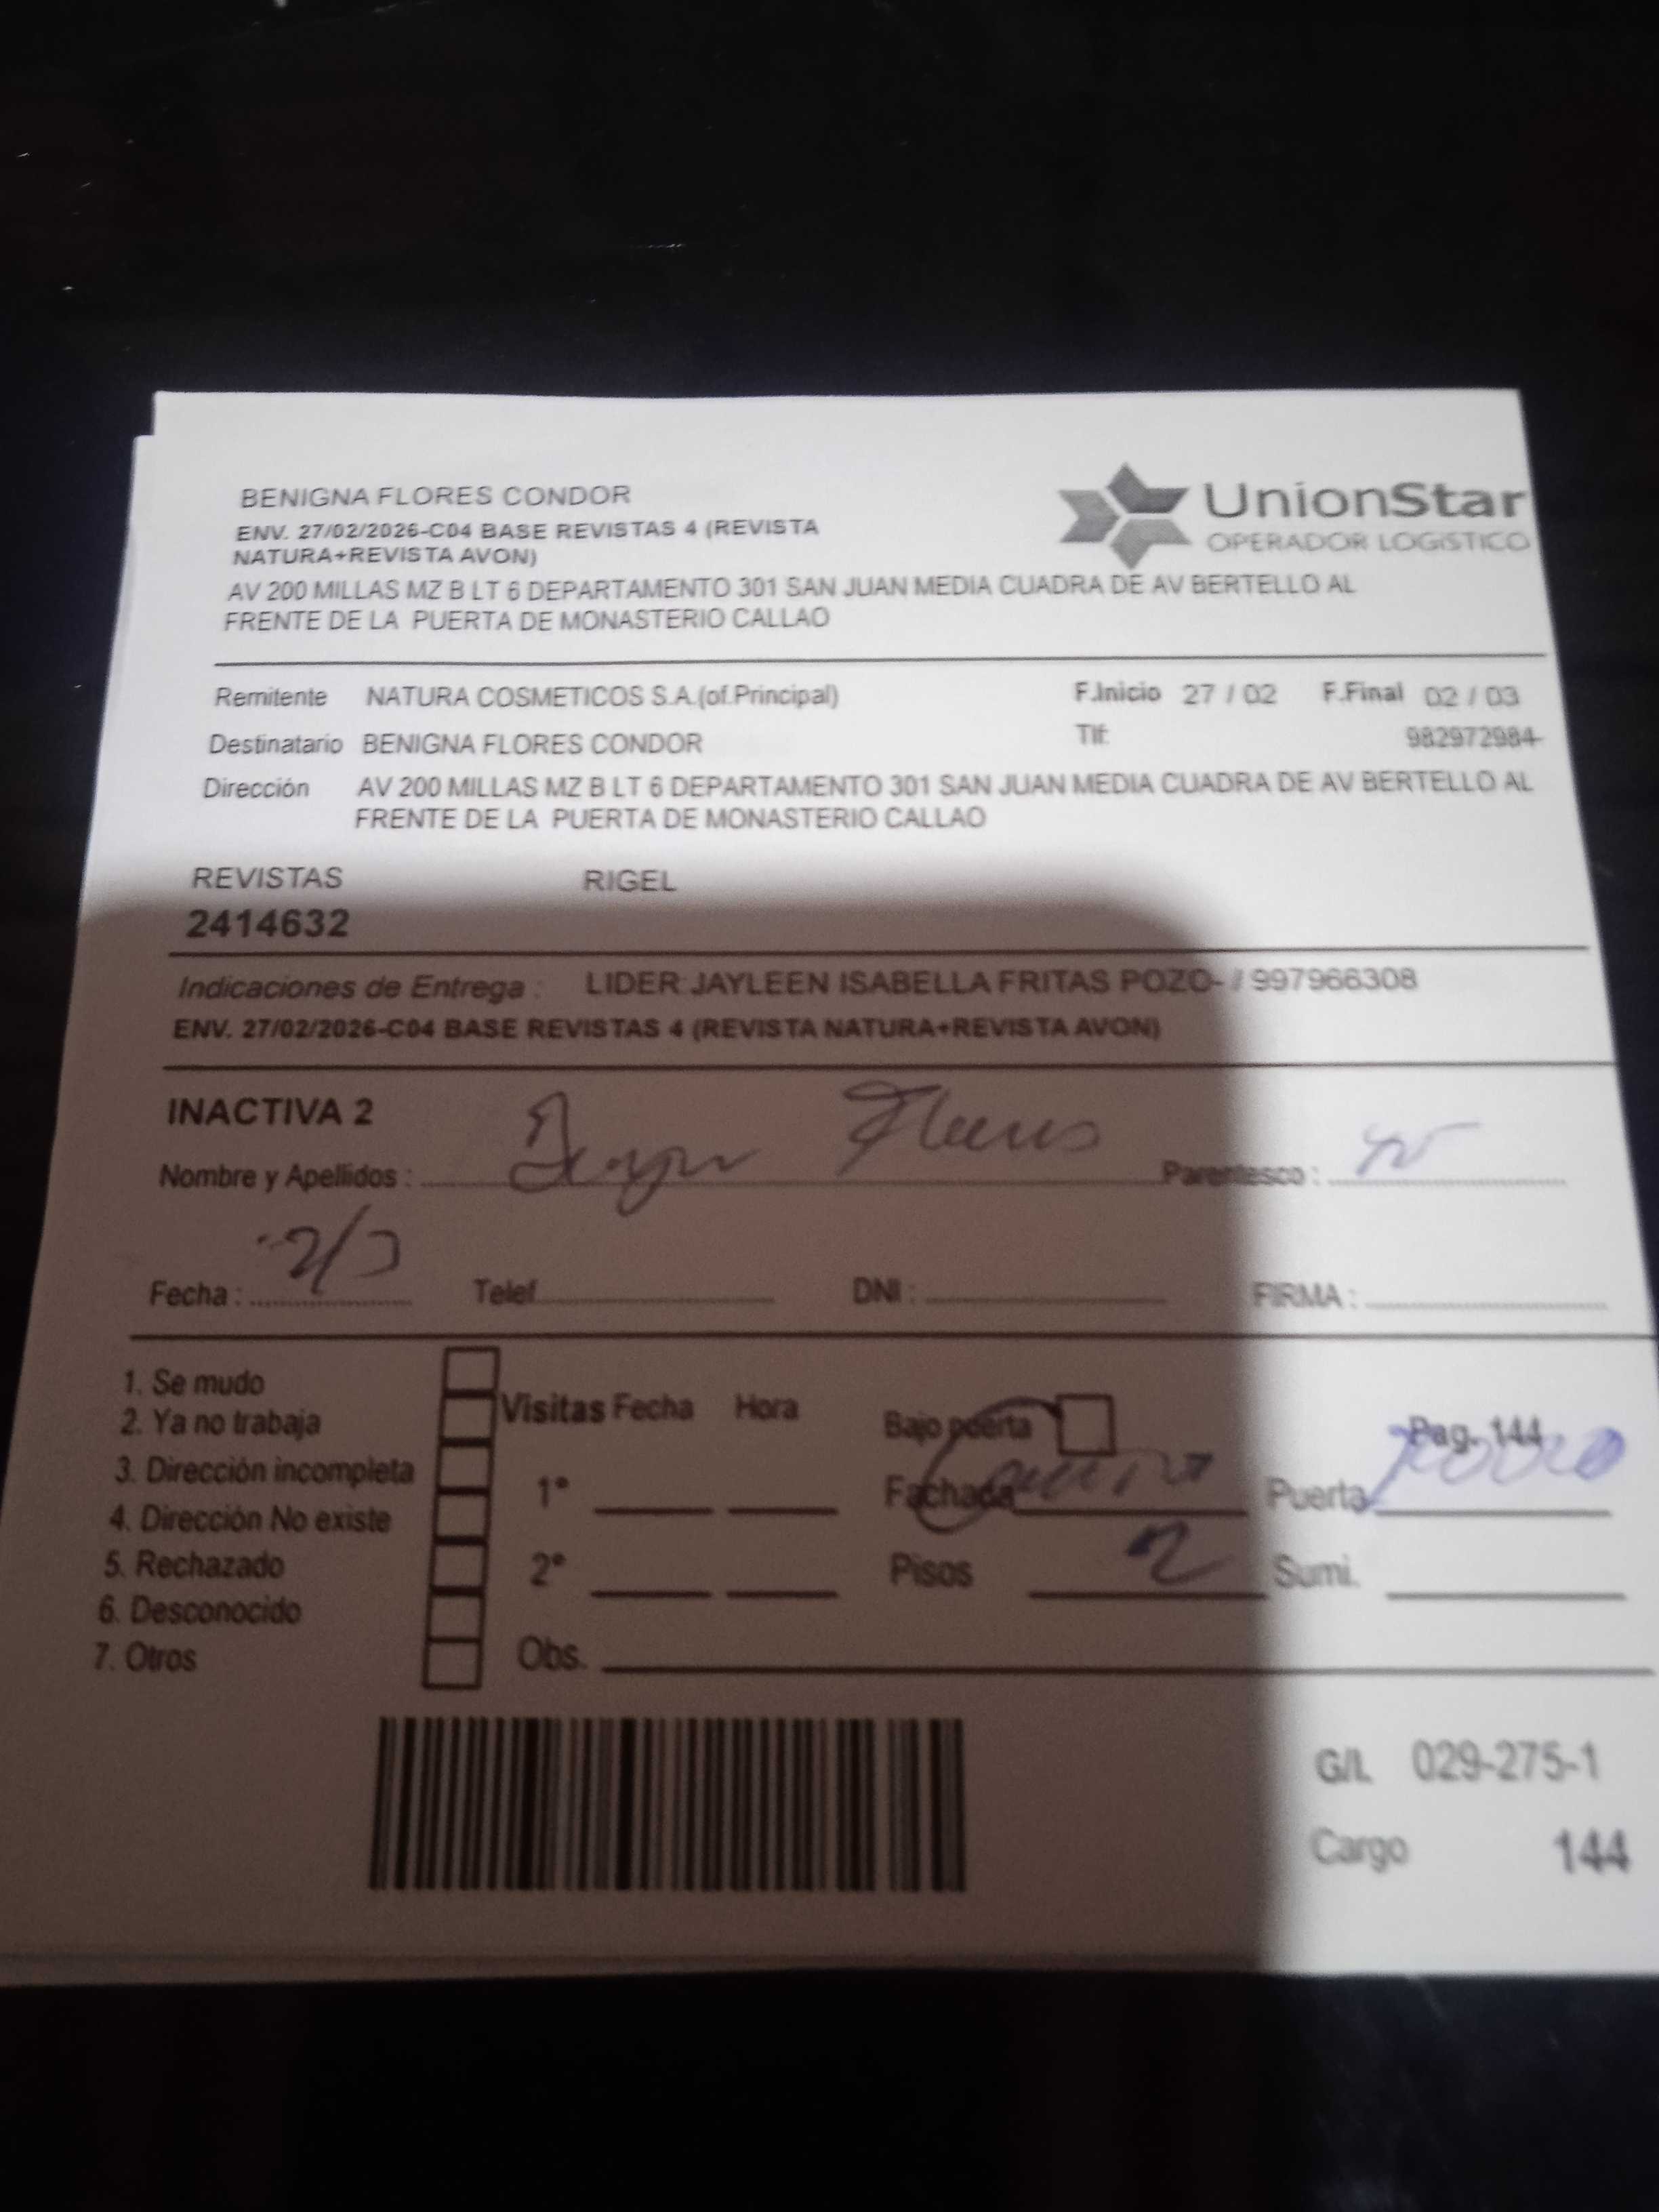 BENIGNA FLORES CONDOR
ENV. 27/02/2026-C04 BASE REVISTAS 4 (REVISTA
NATURA+REVISTA AVON)
AV 200 MILLAS MZ B LT 6 DEPARTAMENTO 301 SAN JUAN MEDIA CUADRA DE AV BERTELLO AL
FRENTE DE LA PUERTA DE MONASTERIO CALLAO
UnionStar
OPERADOR LOGISTICO
Remitente NATURA COSMETICOS S.A.(of.Principal) F.Inicio 27 / 02 F.Final 02 / 03
Destinatario BENIGNA FLORES CONDOR Tlf: 982972984-
Dirección AV 200 MILLAS MZ B LT 6 DEPARTAMENTO 301 SAN JUAN MEDIA CUADRA DE AV BERTELLO AL
FRENTE DE LA PUERTA DE MONASTERIO CALLAO
REVISTAS RIGEL
2414632
Indicaciones de Entrega : LIDER: JAYLEEN ISABELLA FRITAS POZO- / 997966308
ENV. 27/02/2026-C04 BASE REVISTAS 4 (REVISTA NATURA+REVISTA AVON)
INACTIVA 2
Nombre y Apellidos : Flores Parentesco :
Fecha : 2/3 Telef DNI : FIRMA :
1. Se mudo
2. Ya no trabaja
3. Dirección incompleta
4. Dirección No existe
5. Rechazado
6. Desconocido
7. Otros
Visitas Fecha Hora
1°
2°
Obs.
Bajo puerta Pag. 144
Fachada Puerta
Pisos 2 Sumi.
G/L 029-275-1
Cargo 144